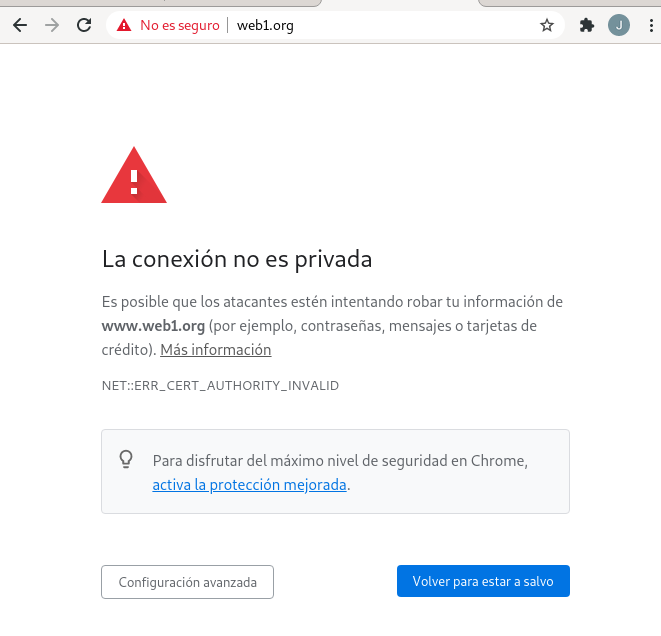 No es seguro | web1.org
J
La conexión no es privada
Es posible que los atacantes estén intentando robar tu información de
www.web1.org (por ejemplo, contraseñas, mensajes o tarjetas de
crédito). Más información
NET::ERR_CERT_AUTHORITY_INVALID
Para disfrutar del máximo nivel de seguridad en Chrome,
activa la protección mejorada.
Configuración avanzada
Volver para estar a salvo